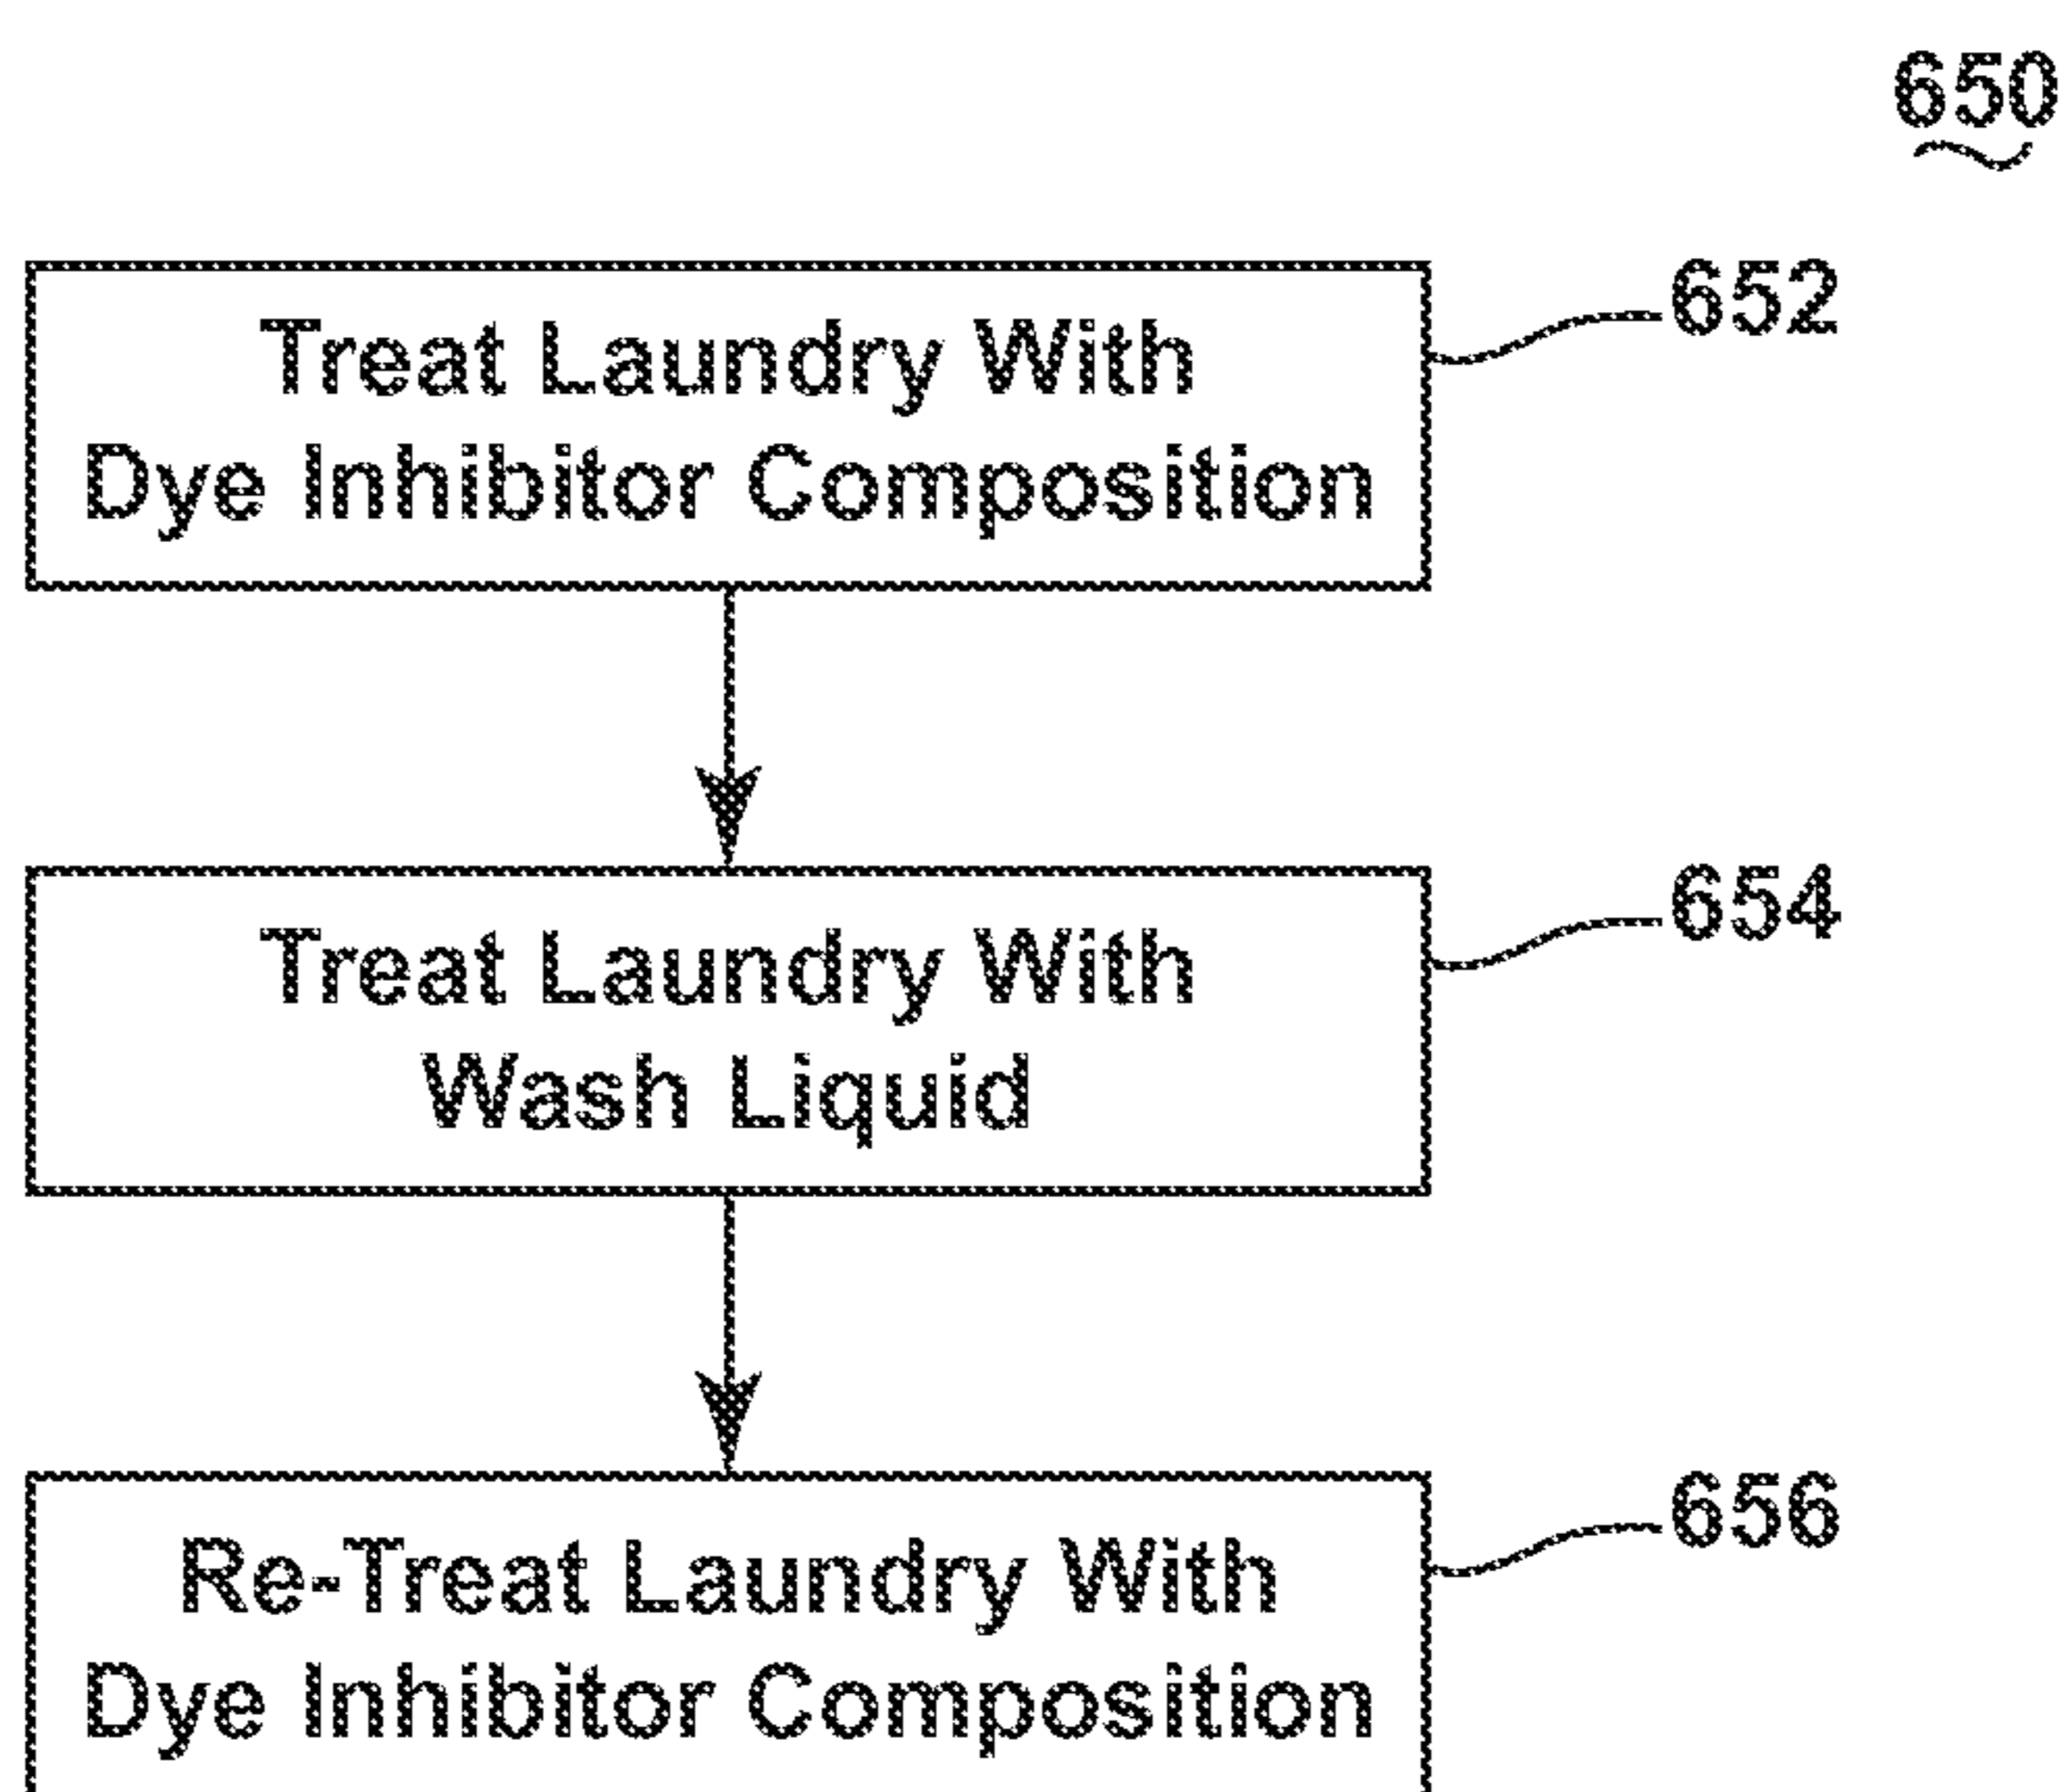 650
Treat Laundry With
Dye Inhibitor Composition
652
Treat Laundry With
Wash Liquid
654
Re-Treat Laundry With
Dye Inhibitor Composition
656